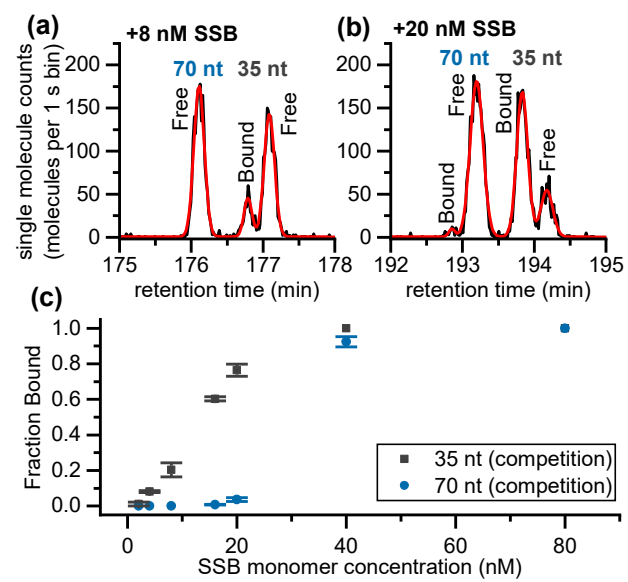 (a) +8 nM SSB
70 nt 35 nt
Free
Bound
Free
single molecule counts
(molecules per 1 s bin)
200
150
100
50
0
175 176 177 178
retention time (min)
(b) +20 nM SSB
70 nt 35 nt
Bound
Free
Bound
Free
200
150
100
50
0
192 193 194 195
retention time (min)
(c)
Fraction Bound
1.0
0.8
0.6
0.4
0.2
0.0
35 nt (competition)
70 nt (competition)
0 20 40 60 80
SSB monomer concentration (nM)